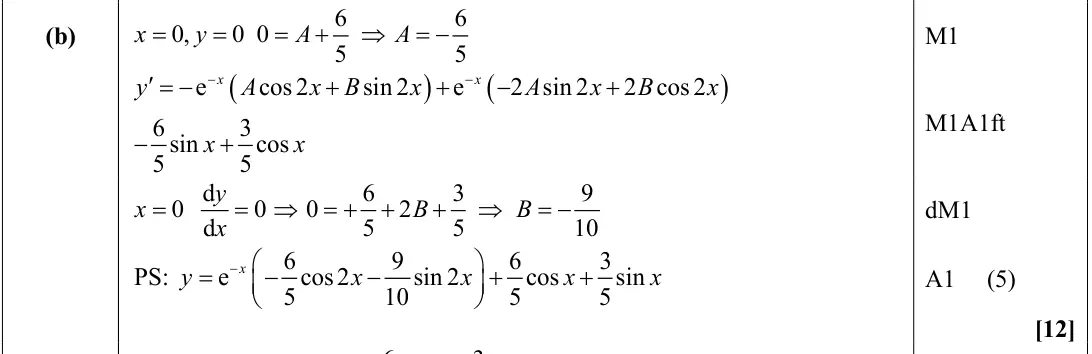 (b) x = 0, y = 0 0 = A + 6/5 ⇒ A = −6/5 M1
y′ = −e^{−x}(A cos 2x + B sin 2x) + e^{−x}(−2A sin 2x + 2B cos 2x)
−6/5 sin x + 3/5 cos x M1A1ft
x = 0 dy/dx = 0 ⇒ 0 = +6/5 + 2B + 3/5 ⇒ B = −9/10 dM1
PS: y = e^{−x}(−6/5 cos 2x − 9/10 sin 2x) + 6/5 cos x + 3/5 sin x A1 (5)
[12]